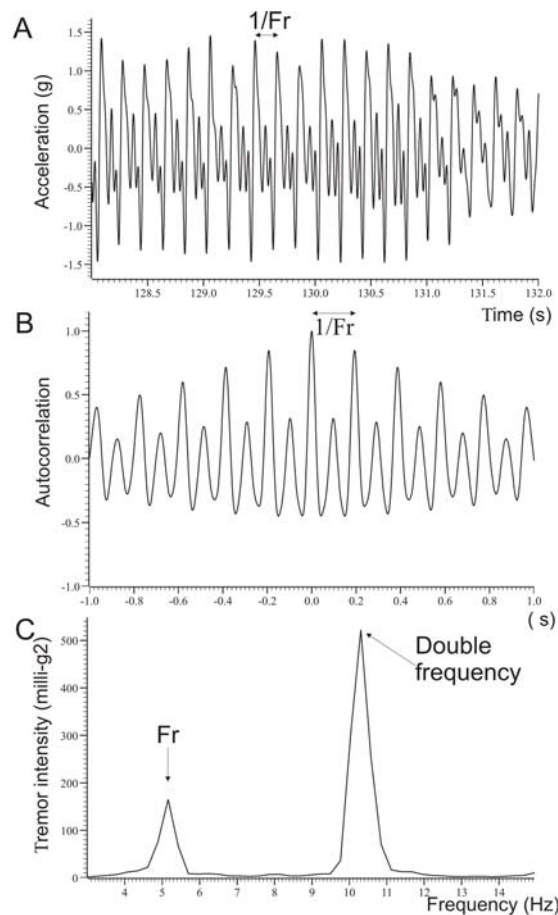 A
1/Fr
Acceleration (g)
1.5
1.0
0.5
0.0
-0.5
-1.0
-1.5
128.5 129.0 129.5 130.0 130.5 131.0 131.5 132.0
Time (s)
B
1/Fr
Autocorrelation
1.0
0.5
0.0
-0.5
-1.0
-1.0 -0.8 -0.6 -0.4 -0.2 0.0 0.2 0.4 0.6 0.8 1.0
( s)
C
Tremor intensity (milli-g2)
500
400
300
200
100
0
Double
frequency
Fr
4 5 6 7 8 9 10 11 12 13 14
Frequency (Hz)